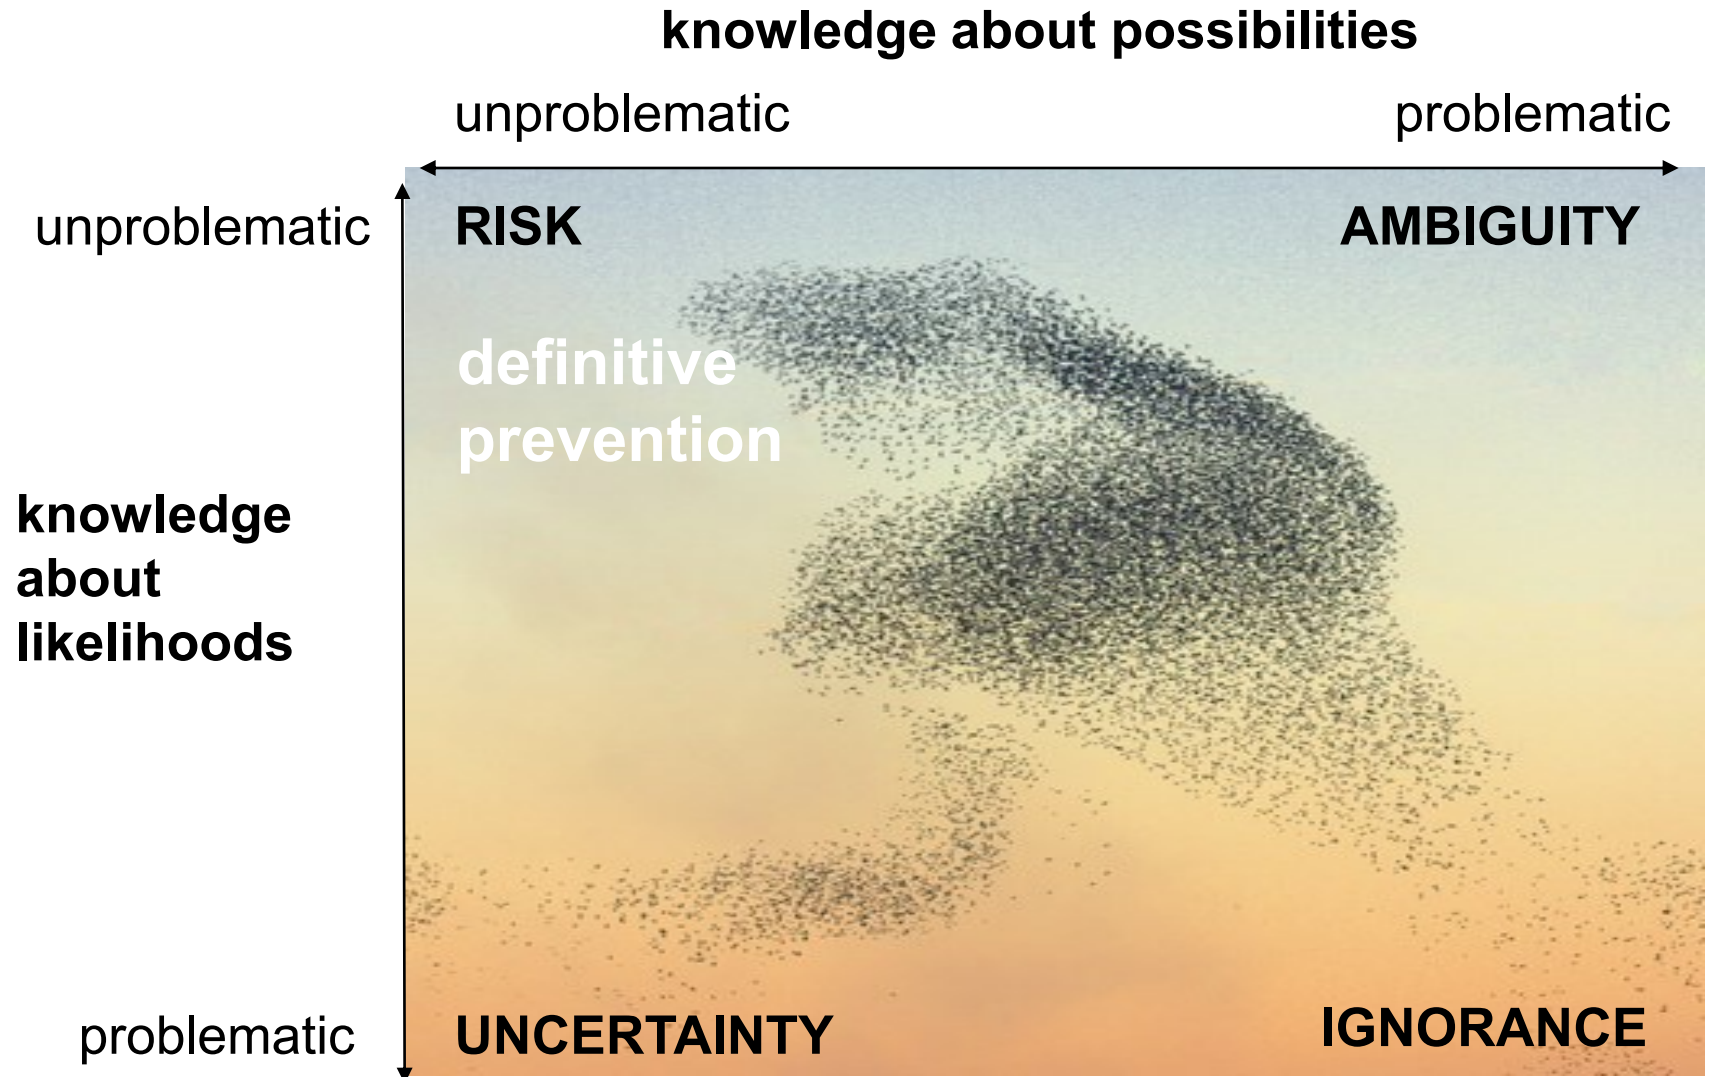 knowledge about possibilities
unproblematic problematic
unproblematic RISK AMBIGUITY
definitive
prevention
knowledge
about
likelihoods
problematic UNCERTAINTY IGNORANCE